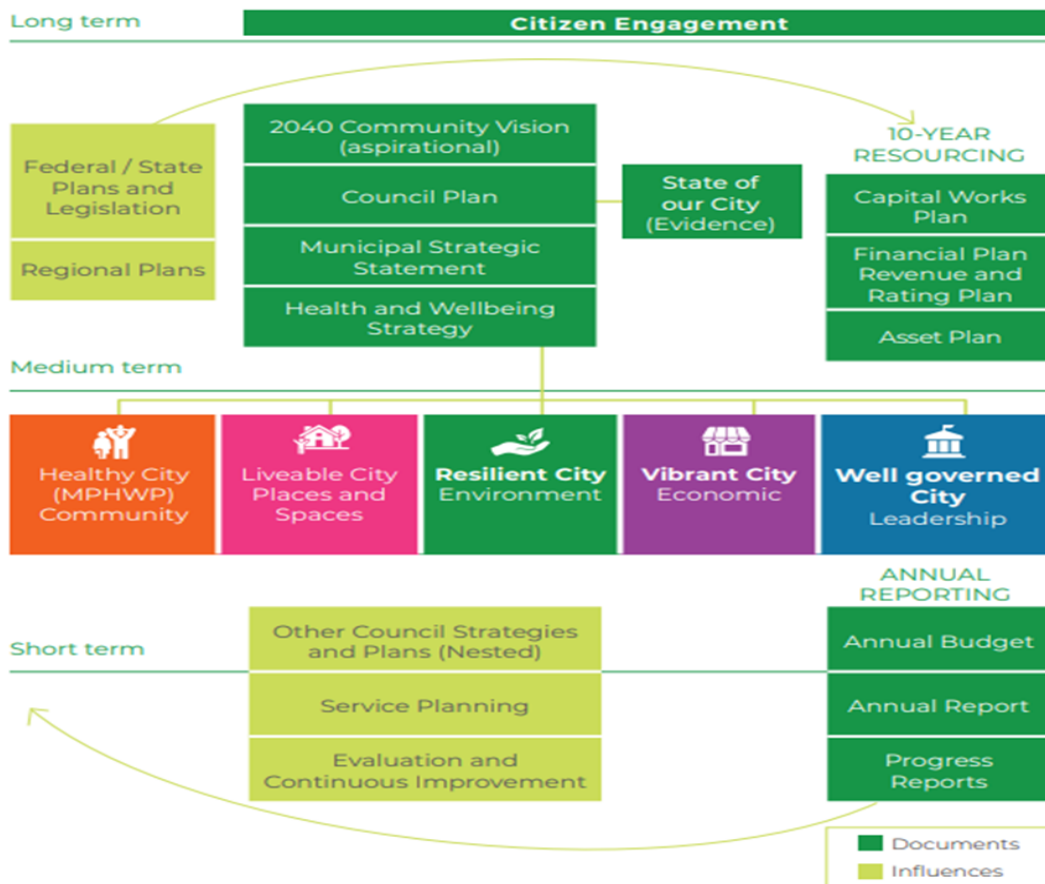 Long term
Citizen Engagement
Federal / State
Plans and
Legislation
Regional Plans
2040 Community Vision
(aspirational)
Council Plan
Municipal Strategic
Statement
Health and Wellbeing
Strategy
State of
our City
(Evidence)
10-YEAR
RESOURCING
Capital Works
Plan
Financial Plan
Revenue and
Rating Plan
Asset Plan
Medium term
Healthy City
(MPHWP)
Community
Liveable City
Places and
Spaces
Resilient City
Environment
Vibrant City
Economic
Well governed
City
Leadership
Short term
Other Council Strategies
and Plans (Nested)
Service Planning
Evaluation and
Continuous Improvement
ANNUAL
REPORTING
Annual Budget
Annual Report
Progress
Reports
Documents
Influences